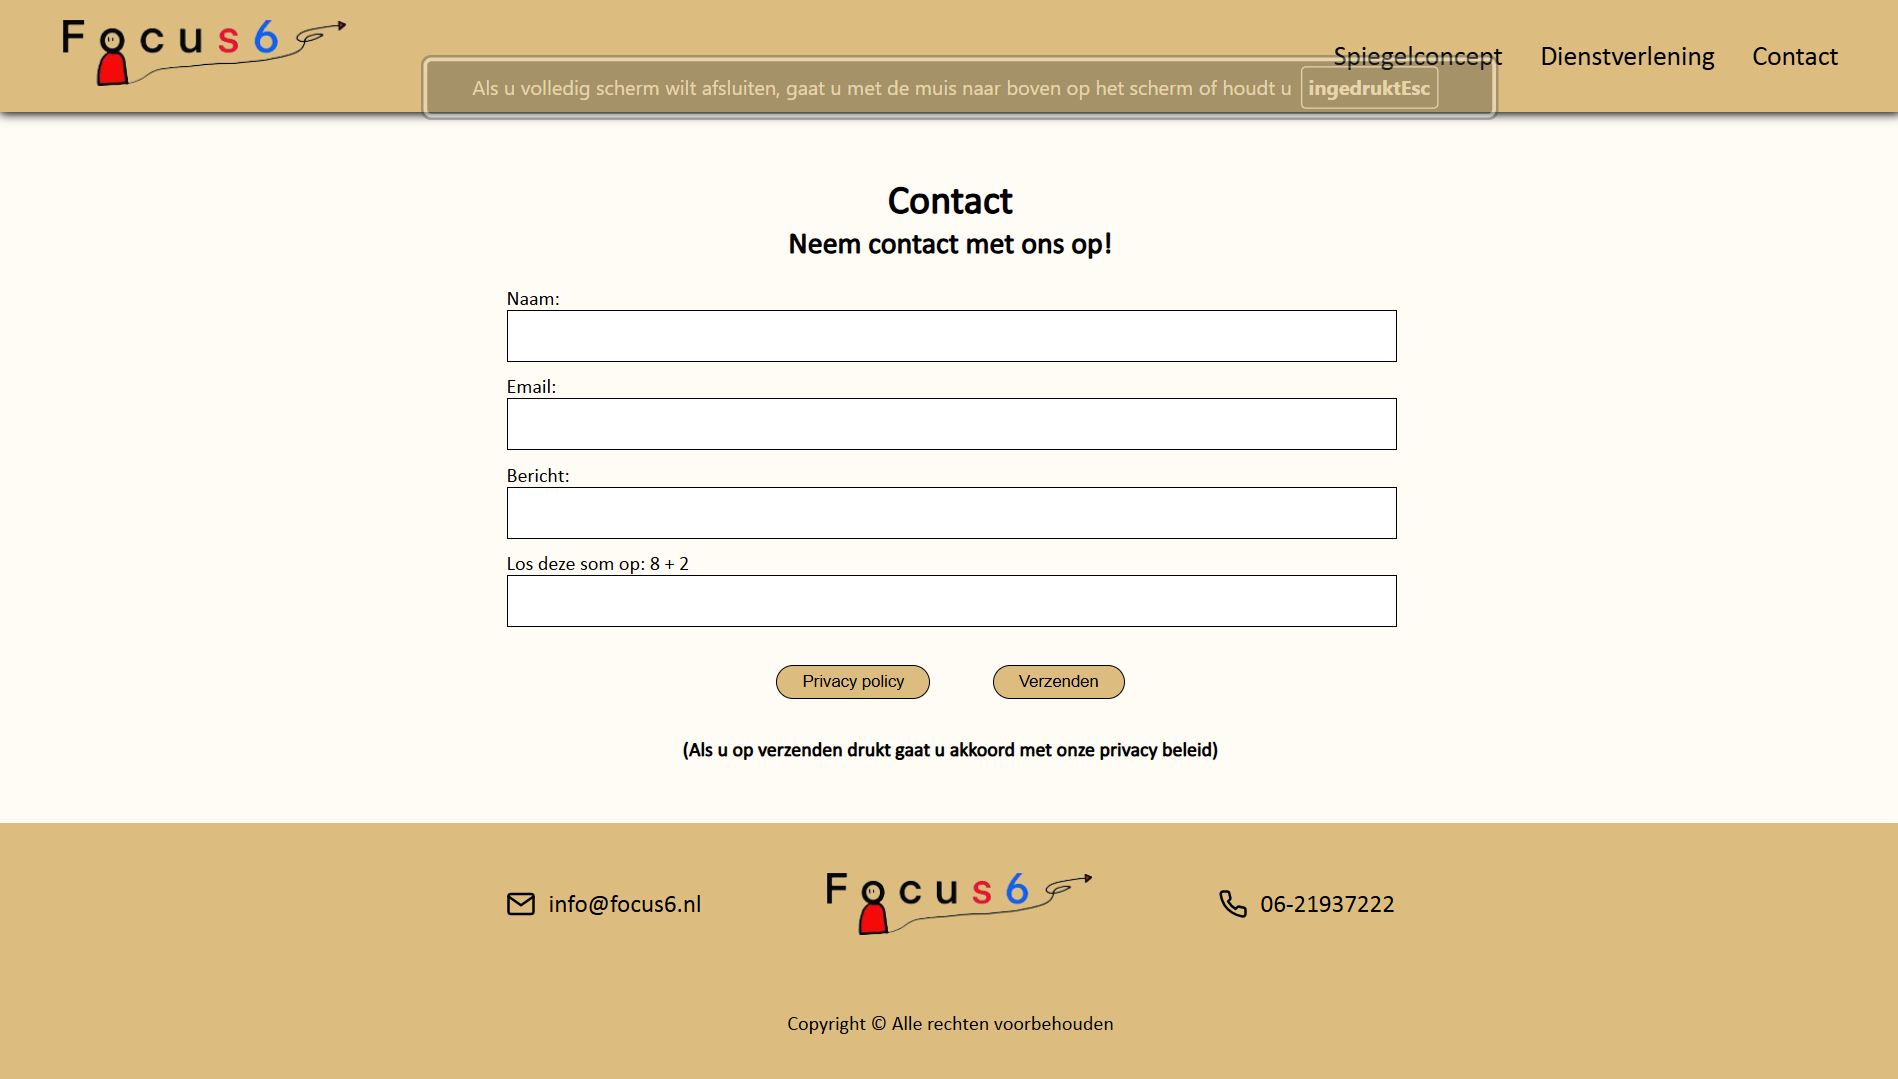 Focus6
Spiegelconcept Dienstverlening Contact
Als u volledig scherm wilt afsluiten, gaat u met de muis naar boven op het scherm of houdt u ingedruktEsc
Contact
Neem contact met ons op!
Naam:
Email:
Bericht:
Los deze som op: 8 + 2
Privacy policy Verzenden
(Als u op verzenden drukt gaat u akkoord met onze privacy beleid)
info@focus6.nl Focus6 06-21937222
Copyright © Alle rechten voorbehouden